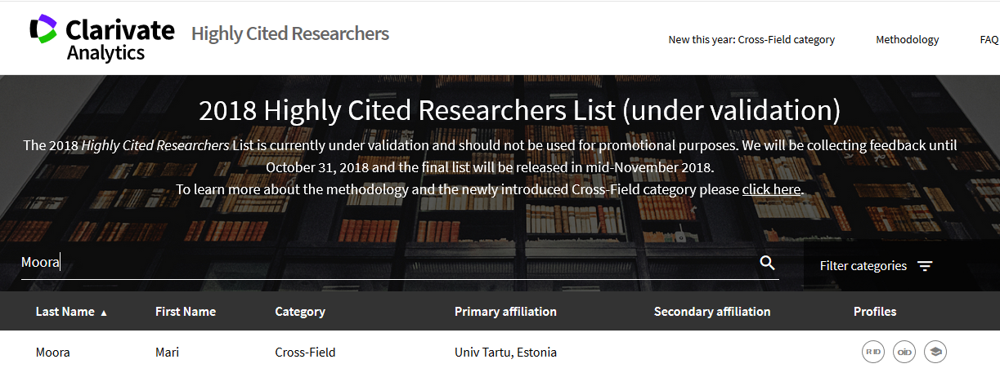 Clarivate Analytics
Highly Cited Researchers
New this year: Cross-Field category
Methodology
FAQ
2018 Highly Cited Researchers List (under validation)
The 2018 Highly Cited Researchers List is currently under validation and should not be used for promotional purposes. We will be collecting feedback until
October 31, 2018 and the final list will be released in mid-November 2018.
To learn more about the methodology and the newly introduced Cross-Field category please click here.
Moora
Filter categories
Last Name ▲ First Name Category Primary affiliation Secondary affiliation Profiles
Moora Mari Cross-Field Univ Tartu, Estonia R ID OiD